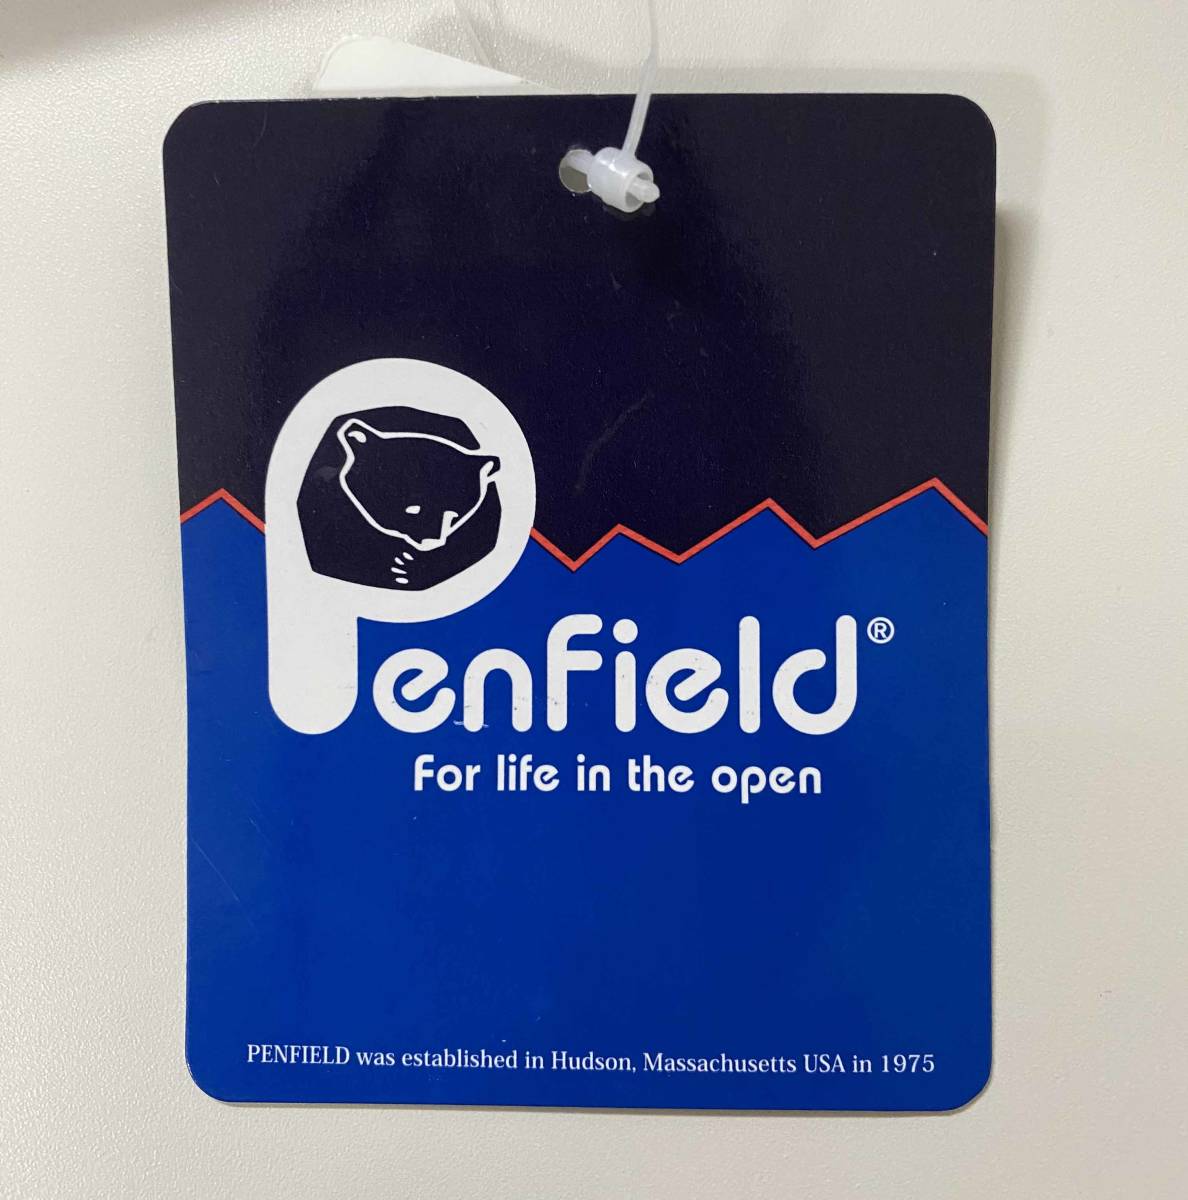 Penfield®
For life in the open
PENFIELD was established in Hudson, Massachusetts USA in 1975